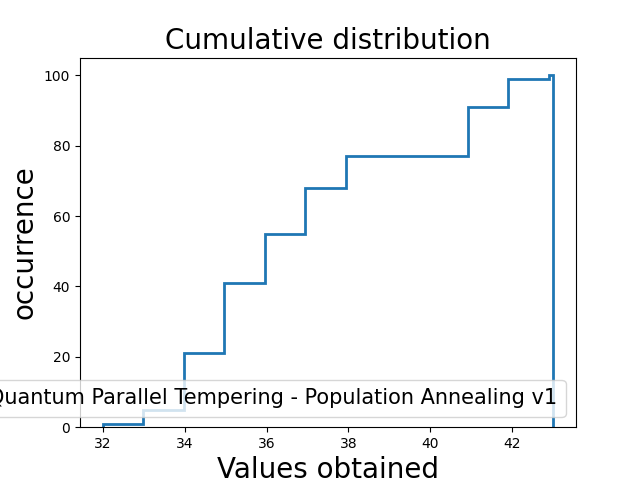 Cumulative distribution
occurrence
100
80
60
40
20
0
Quantum Parallel Tempering - Population Annealing v1
32 34 36 38 40 42
Values obtained